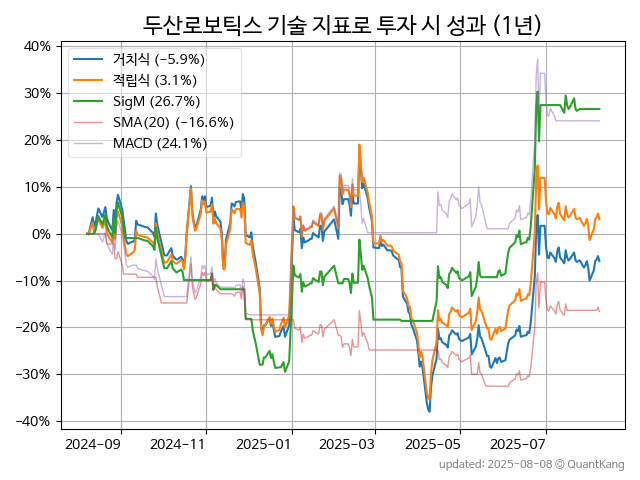 두산로보틱스 기술 지표로 투자 시 성과 (1년)
거치식 (−5.9%)
적립식 (3.1%)
SigM (26.7%)
SMA(20) (−16.6%)
MACD (24.1%)
40%
30%
20%
10%
0%
−10%
−20%
−30%
−40%
2024-09 2024-11 2025-01 2025-03 2025-05 2025-07
updated: 2025-08-08 ⓒ QuantKang